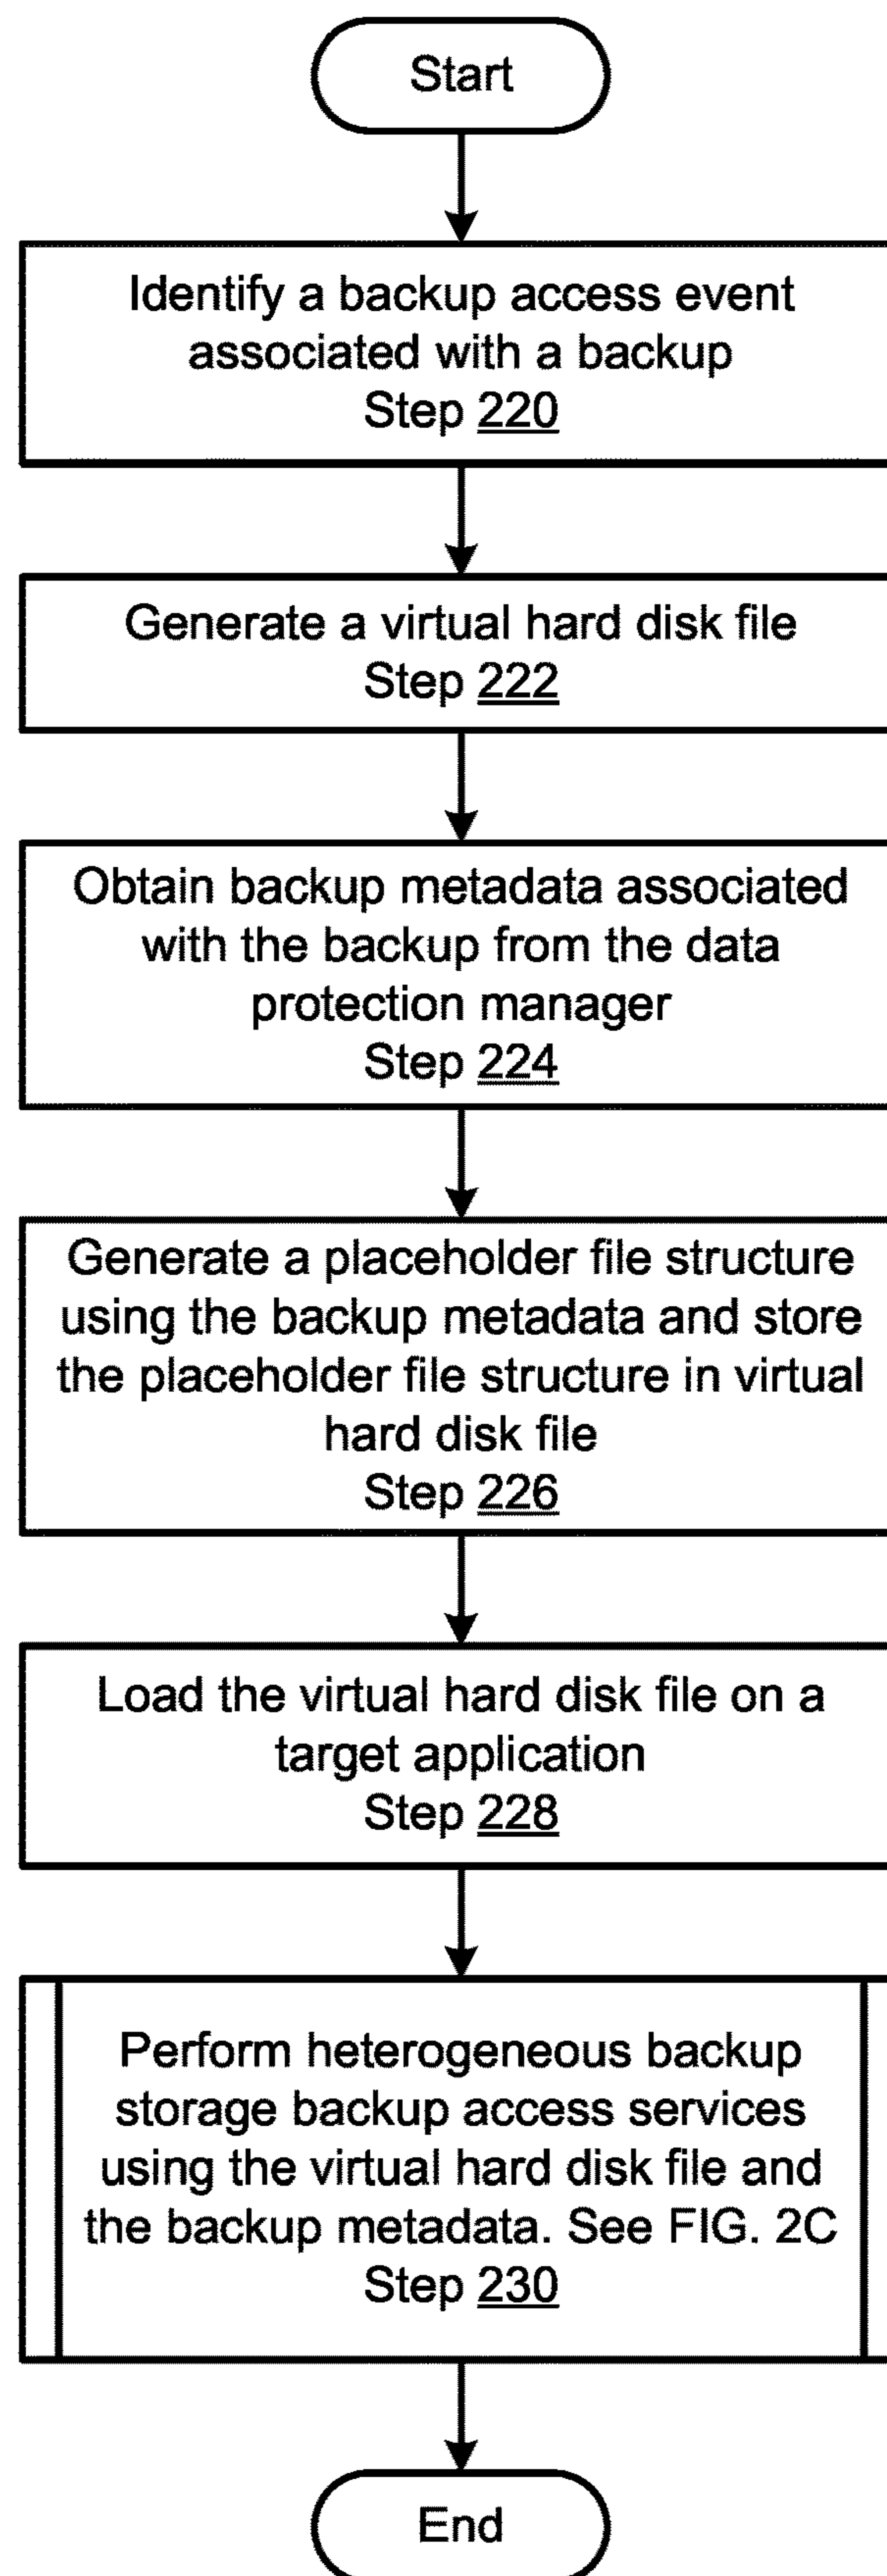 Start
Identify a backup access event
associated with a backup
Step 220
Generate a virtual hard disk file
Step 222
Obtain backup metadata associated
with the backup from the data
protection manager
Step 224
Generate a placeholder file structure
using the backup metadata and store
the placeholder file structure in virtual
hard disk file
Step 226
Load the virtual hard disk file on a
target application
Step 228
Perform heterogeneous backup
storage backup access services
using the virtual hard disk file and
the backup metadata. See FIG. 2C
Step 230
End